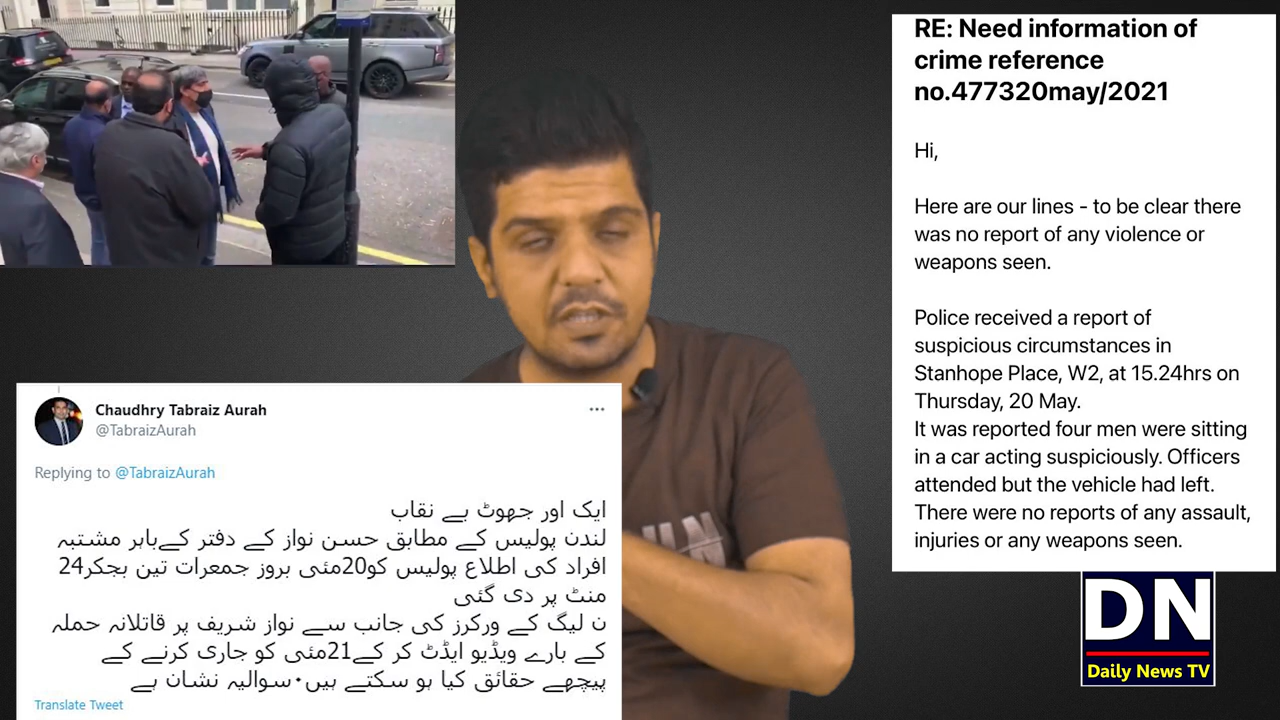 RE: Need information of
crime reference
no.477320may/2021
Hi,
Here are our lines - to be clear there
was no report of any violence or
weapons seen.
Police received a report of
suspicious circumstances in
Stanhope Place, W2, at 15.24hrs on
Thursday, 20 May.
It was reported four men were sitting
in a car acting suspiciously. Officers
attended but the vehicle had left.
There were no reports of any assault,
injuries or any weapons seen.
Chaudhry Tabraiz Aurah
@TabraizAurah
Replying to @TabraizAurah
ایک اور جھوٹ بے نقاب
لندن پولیس کے مطابق حسن نواز کے دفتر کےباہر مشتبہ
افراد کی اطلاع پولیس کو20مئی بروز جمعرات تین بجکر24
منٹ پر دی گئی
ن لیگ کے ورکرز کی جانب سے نواز شریف پر قاتلانہ حملہ
کے بارے ویڈیو ایڈٹ کر کے21مئی کو جاری کرنے کے
پیچھے حقائق کیا ہو سکتے ہیں۰سوالیہ نشان ہے
Translate Tweet
DN
Daily News TV